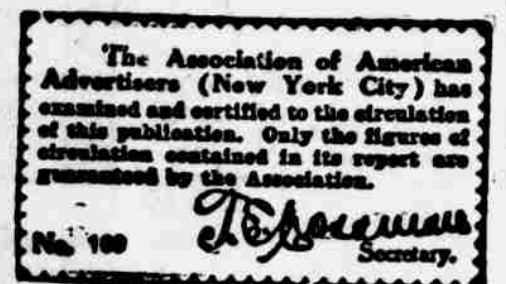 The Association of American
Advertisers (New York City) has
examined and certified to the circulation
of this publication. Only the figures of
circulation contained in its report are
guaranteed by the Association.
No. 169
Secretary.